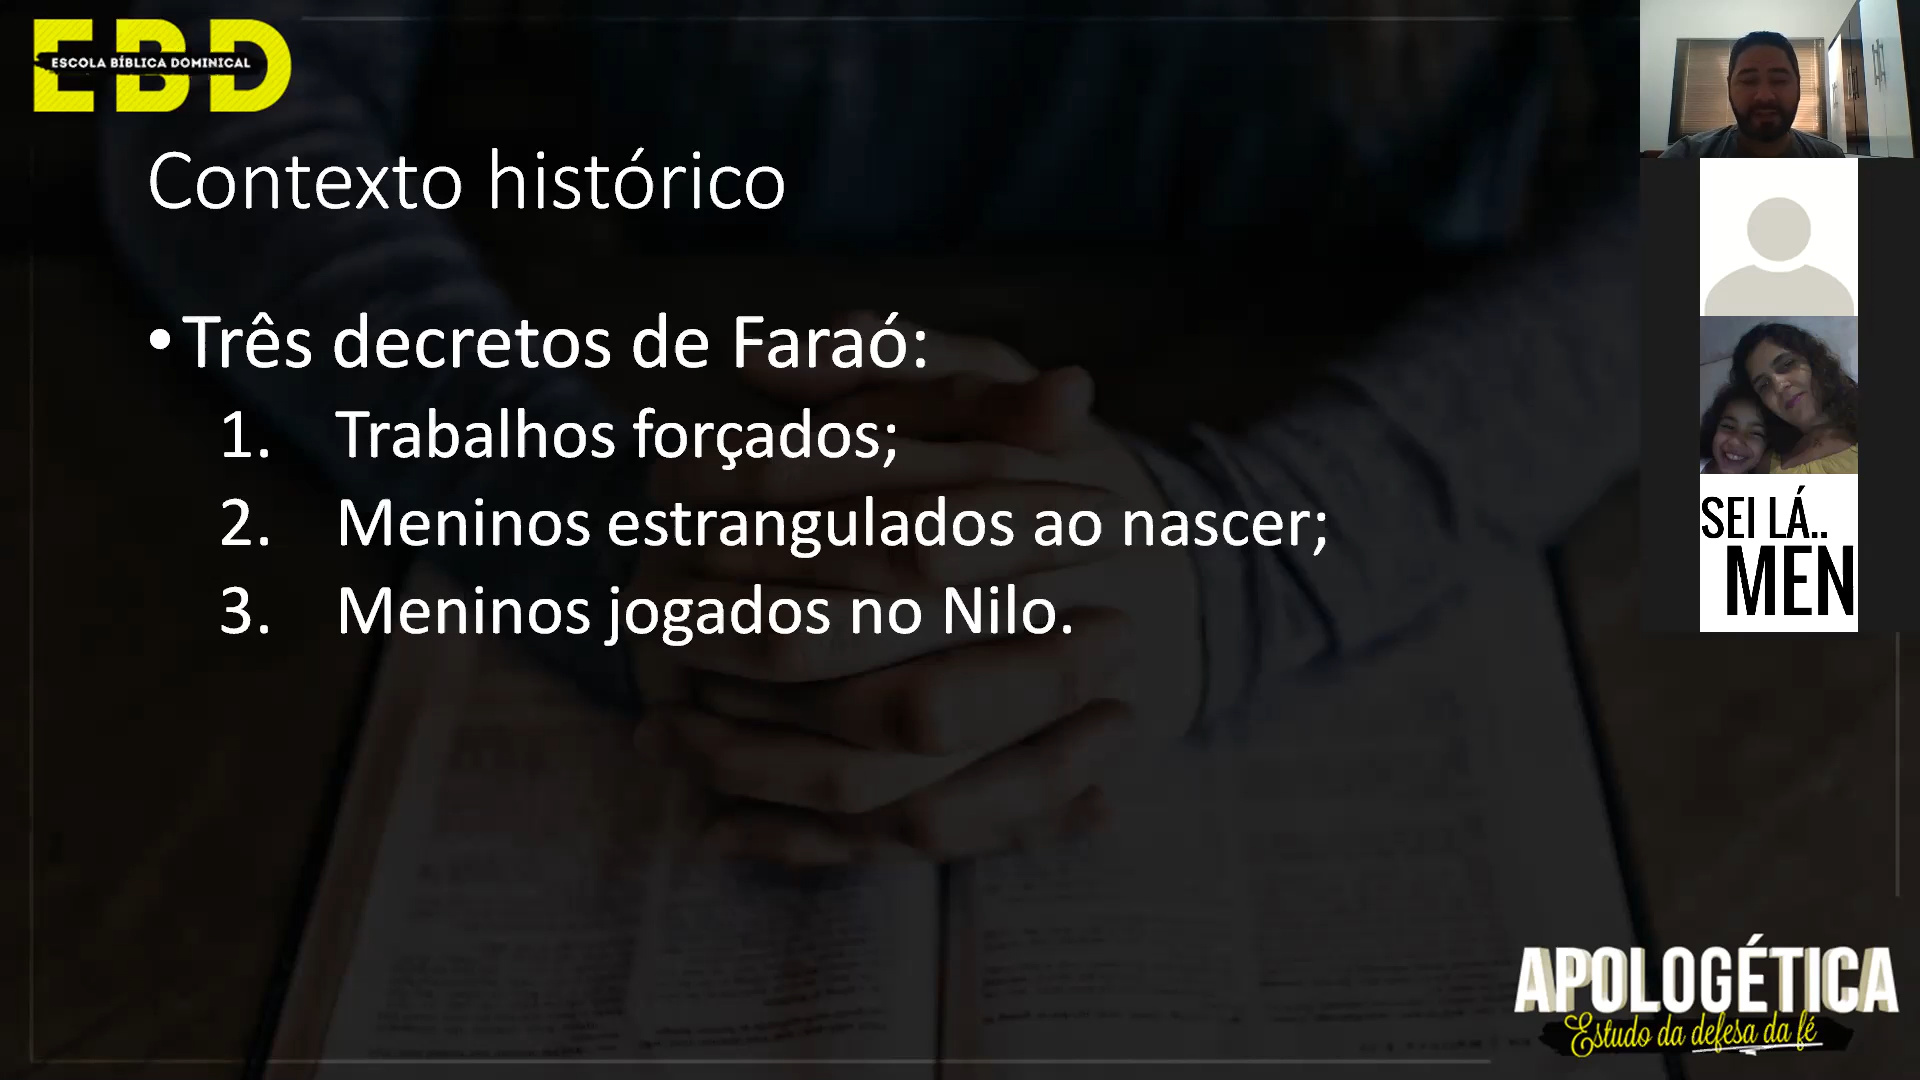 EBD
ESCOLA BÍBLICA DOMINICAL
Contexto histórico
• Três decretos de Faraó:
1. Trabalhos forçados;
2. Meninos estrangulados ao nascer;
3. Meninos jogados no Nilo.
SEI LÁ..
MEN
APOLOGÉTICA
Estudo da defesa da fé